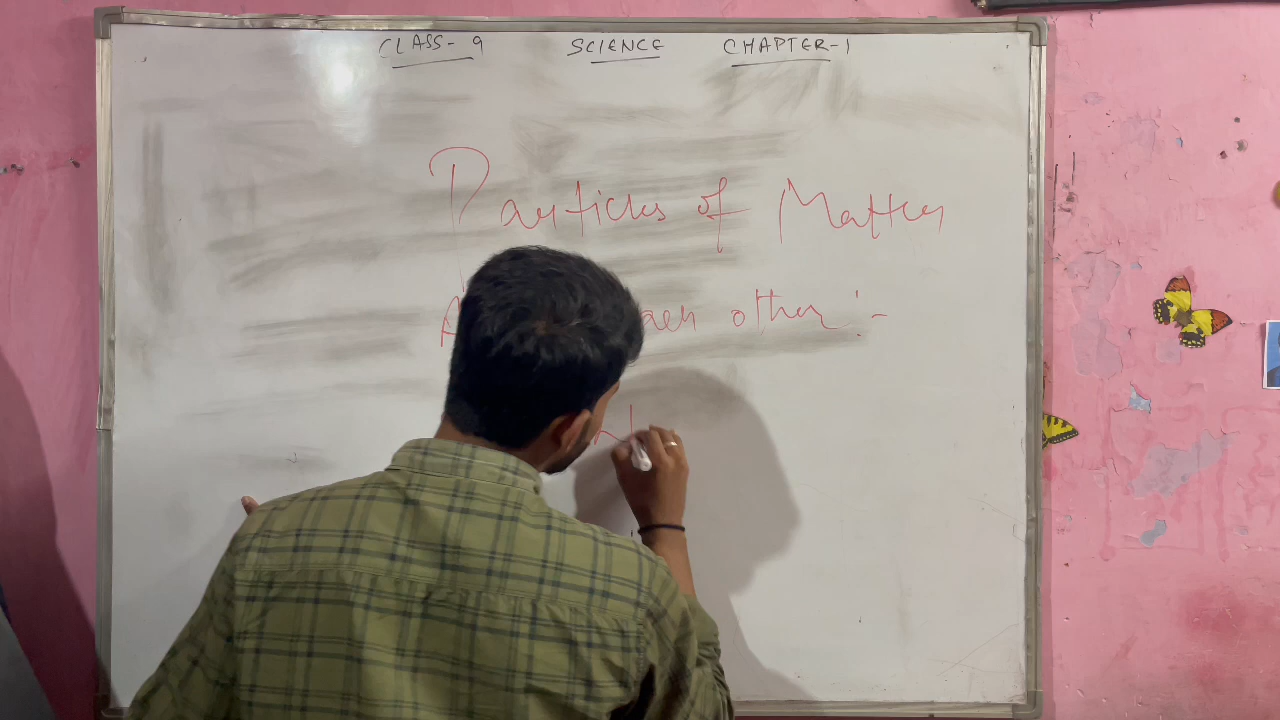 CLASS-9 SCIENCE CHAPTER-1
Particles of Matter
each other :-